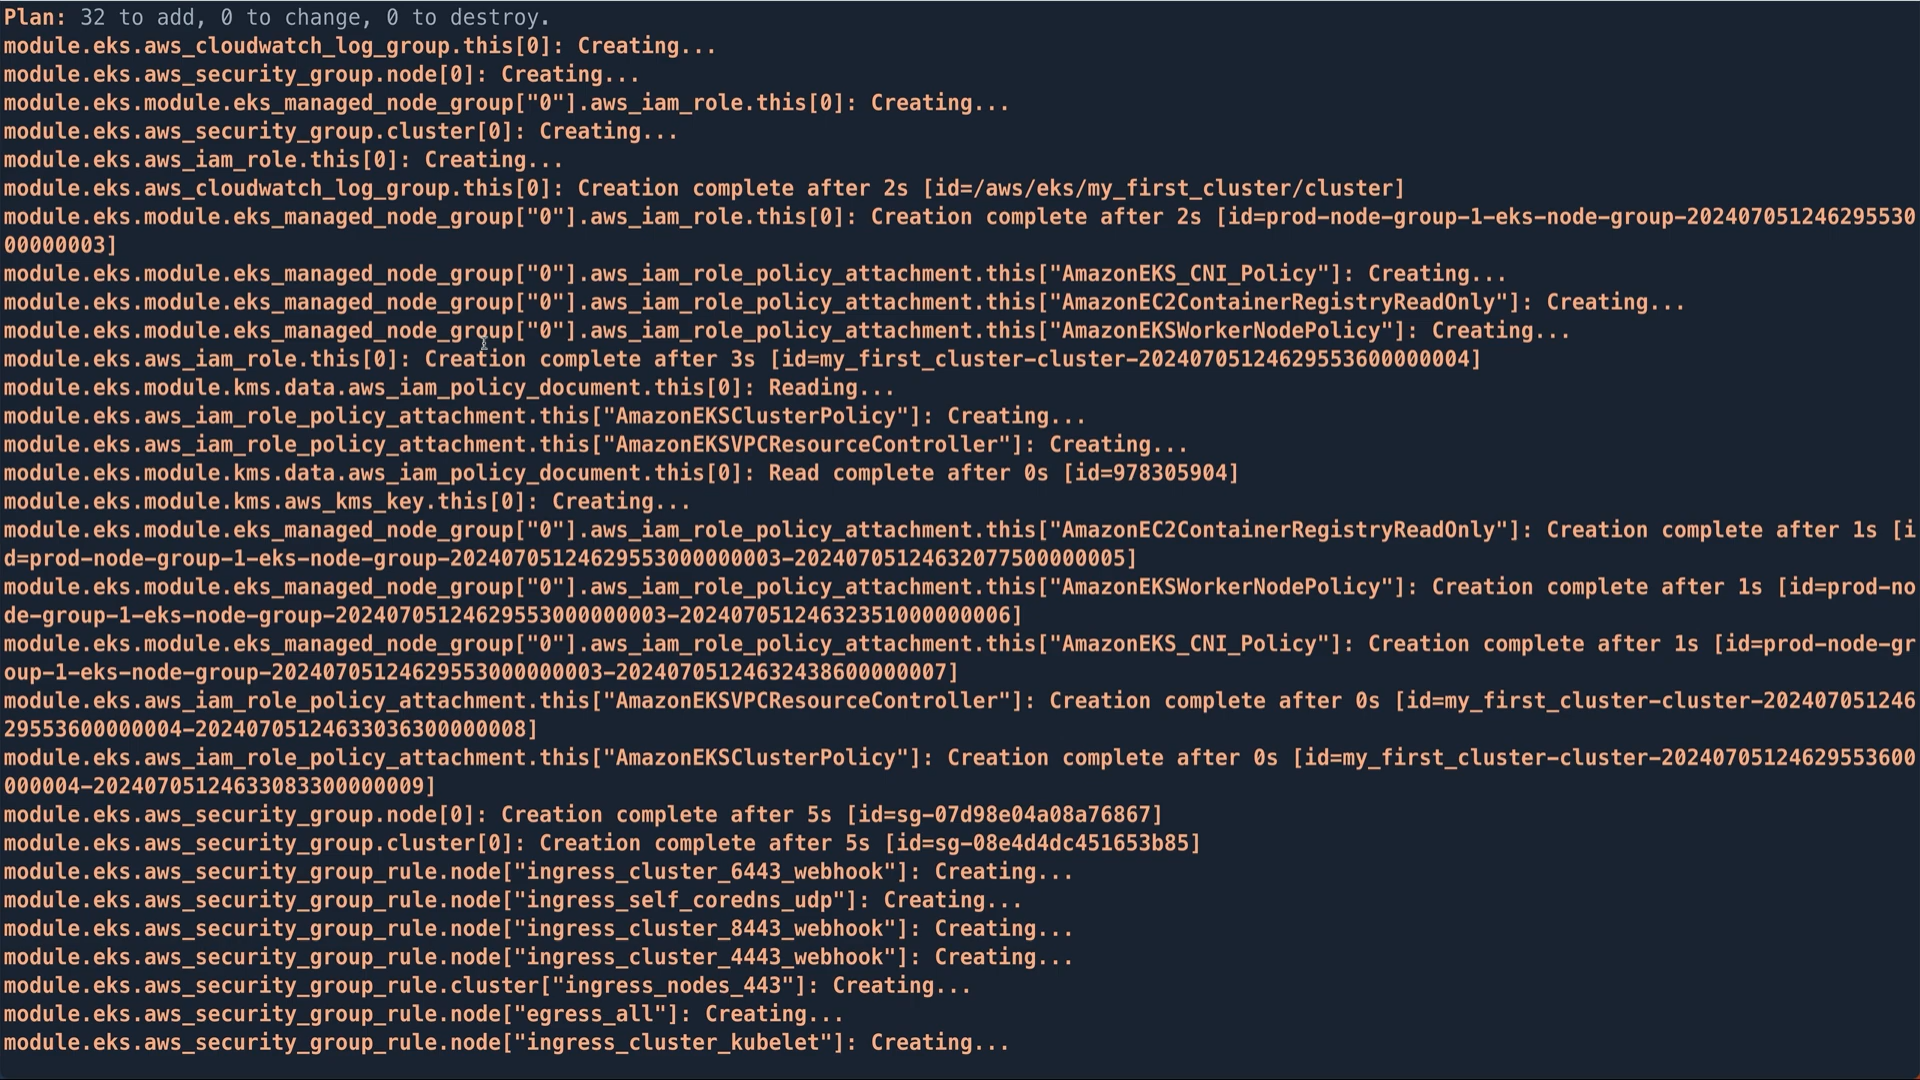 Plan: 32 to add, 0 to change, 0 to destroy.
module.eks.aws_cloudwatch_log_group.this[0]: Creating...
module.eks.aws_security_group.node[0]: Creating...
module.eks.module.eks_managed_node_group["0"].aws_iam_role.this[0]: Creating...
module.eks.aws_security_group.cluster[0]: Creating...
module.eks.aws_iam_role.this[0]: Creating...
module.eks.aws_cloudwatch_log_group.this[0]: Creation complete after 2s [id=/aws/eks/my_first_cluster/cluster]
module.eks.module.eks_managed_node_group["0"].aws_iam_role.this[0]: Creation complete after 2s [id=prod-node-group-1-eks-node-group-202407051246295530
00000003]
module.eks.module.eks_managed_node_group["0"].aws_iam_role_policy_attachment.this["AmazonEKS_CNI_Policy"]: Creating...
module.eks.module.eks_managed_node_group["0"].aws_iam_role_policy_attachment.this["AmazonEC2ContainerRegistryReadOnly"]: Creating...
module.eks.module.eks_managed_node_group["0"].aws_iam_role_policy_attachment.this["AmazonEKSWorkerNodePolicy"]: Creating...
module.eks.aws_iam_role.this[0]: Creation complete after 3s [id=my_first_cluster-cluster-20240705124629553600000004]
module.eks.module.kms.data.aws_iam_policy_document.this[0]: Reading...
module.eks.aws_iam_role_policy_attachment.this["AmazonEKSClusterPolicy"]: Creating...
module.eks.aws_iam_role_policy_attachment.this["AmazonEKSVPCResourceController"]: Creating...
module.eks.module.kms.data.aws_iam_policy_document.this[0]: Read complete after 0s [id=978305904]
module.eks.module.kms.aws_kms_key.this[0]: Creating...
module.eks.module.eks_managed_node_group["0"].aws_iam_role_policy_attachment.this["AmazonEC2ContainerRegistryReadOnly"]: Creation complete after 1s [i
d=prod-node-group-1-eks-node-group-20240705124629553000000003-20240705124632077500000005]
module.eks.module.eks_managed_node_group["0"].aws_iam_role_policy_attachment.this["AmazonEKSWorkerNodePolicy"]: Creation complete after 1s [id=prod-no
de-group-1-eks-node-group-20240705124629553000000003-20240705124632351000000006]
module.eks.module.eks_managed_node_group["0"].aws_iam_role_policy_attachment.this["AmazonEKS_CNI_Policy"]: Creation complete after 1s [id=prod-node-gr
oup-1-eks-node-group-20240705124629553000000003-20240705124632438600000007]
module.eks.aws_iam_role_policy_attachment.this["AmazonEKSVPCResourceController"]: Creation complete after 0s [id=my_first_cluster-cluster-202407051246
29553600000004-20240705124633036300000008]
module.eks.aws_iam_role_policy_attachment.this["AmazonEKSClusterPolicy"]: Creation complete after 0s [id=my_first_cluster-cluster-20240705124629553600
000004-20240705124633083300000009]
module.eks.aws_security_group.node[0]: Creation complete after 5s [id=sg-07d98e04a08a76867]
module.eks.aws_security_group.cluster[0]: Creation complete after 5s [id=sg-08e4d4dc451653b85]
module.eks.aws_security_group_rule.node["ingress_cluster_6443_webhook"]: Creating...
module.eks.aws_security_group_rule.node["ingress_self_coredns_udp"]: Creating...
module.eks.aws_security_group_rule.node["ingress_cluster_8443_webhook"]: Creating...
module.eks.aws_security_group_rule.node["ingress_cluster_4443_webhook"]: Creating...
module.eks.aws_security_group_rule.cluster["ingress_nodes_443"]: Creating...
module.eks.aws_security_group_rule.node["egress_all"]: Creating...
module.eks.aws_security_group_rule.node["ingress_cluster_kubelet"]: Creating...